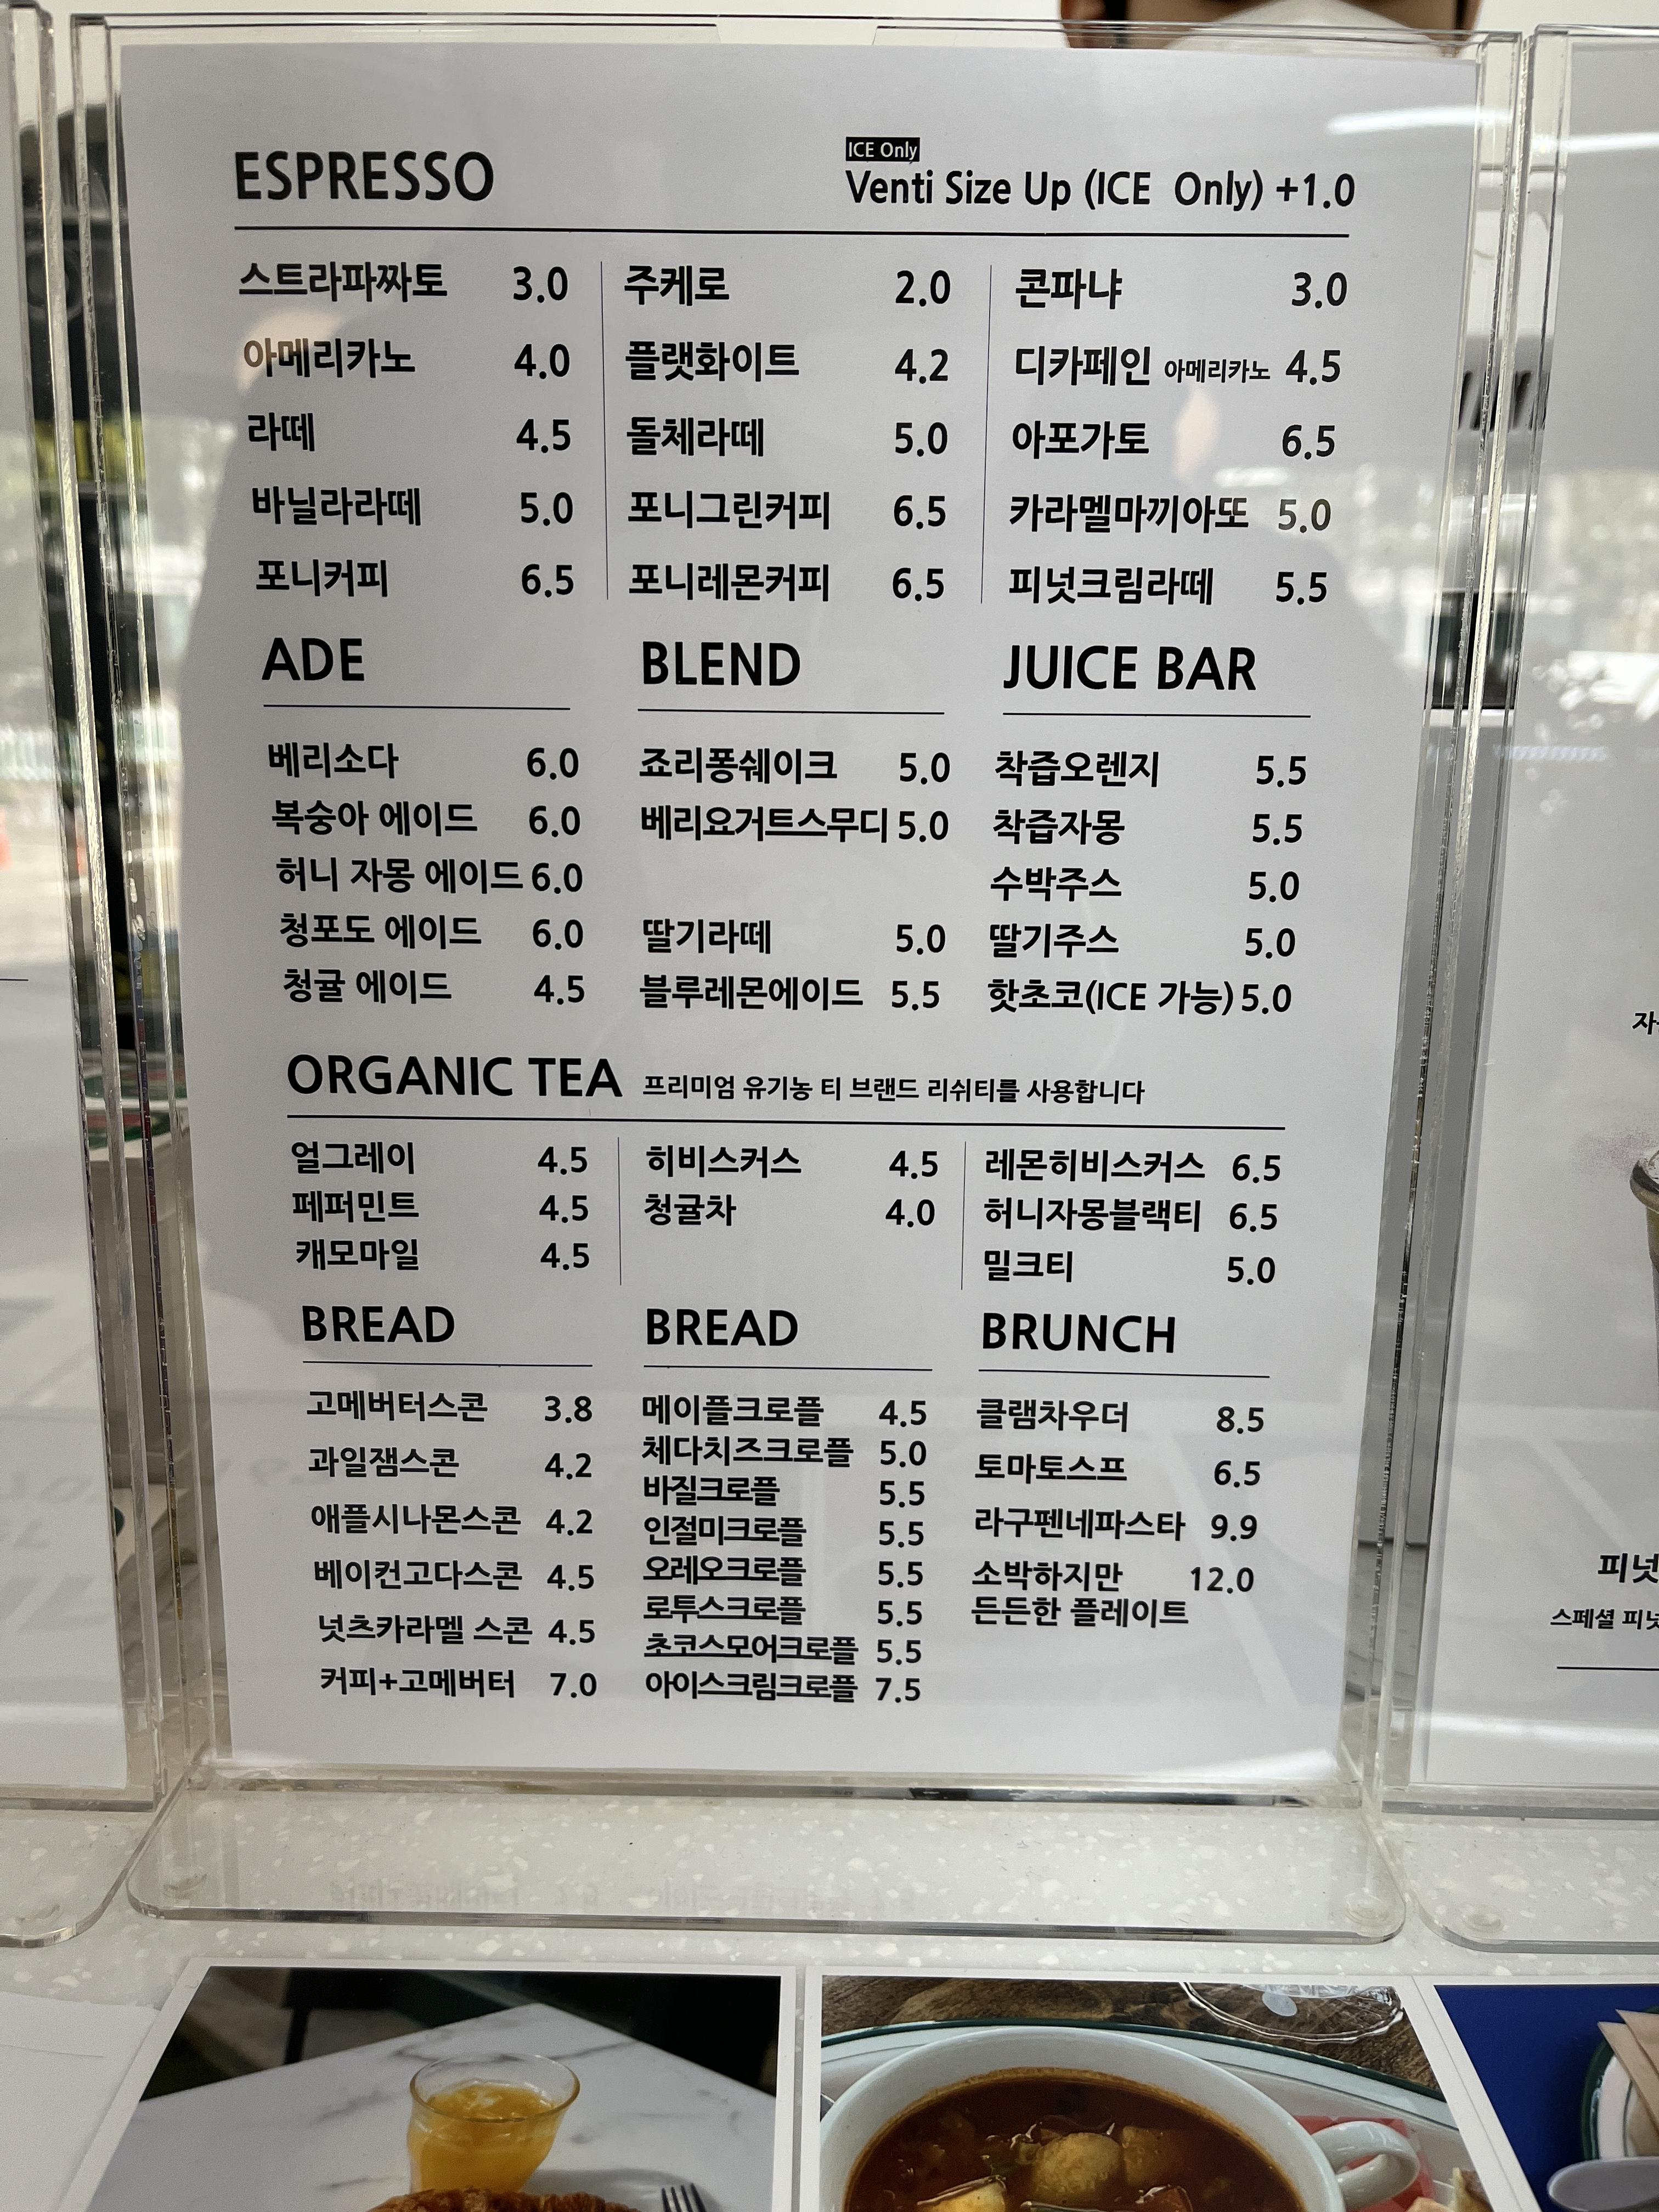 ESPRESSO
ICE Only
Venti Size Up (ICE Only) +1.0
스트라파짜토 3.0
아메리카노 4.0
라떼 4.5
바닐라라떼 5.0
포니커피 6.5
주케로 2.0
플랫화이트 4.2
돌체라떼 5.0
포니그린커피 6.5
포니레몬커피 6.5
콘파냐 3.0
디카페인 아메리카노 4.5
아포가토 6.5
카라멜마끼아또 5.0
피넛크림라떼 5.5
ADE
베리소다 6.0
복숭아 에이드 6.0
허니 자몽 에이드 6.0
청포도 에이드 6.0
청귤 에이드 4.5
BLEND
죠리퐁쉐이크 5.0
베리요거트스무디 5.0
딸기라떼 5.0
블루레몬에이드 5.5
JUICE BAR
착즙오렌지 5.5
착즙자몽 5.5
수박주스 5.0
딸기주스 5.0
핫초코(ICE 가능) 5.0
ORGANIC TEA 프리미엄 유기농 티 브랜드 리쉬티를 사용합니다
얼그레이 4.5
페퍼민트 4.5
캐모마일 4.5
히비스커스 4.5
청귤차 4.0
레몬히비스커스 6.5
허니자몽블랙티 6.5
밀크티 5.0
BREAD
고메버터스콘 3.8
과일잼스콘 4.2
애플시나몬스콘 4.2
베이컨고다스콘 4.5
넛츠카라멜 스콘 4.5
커피+고메버터 7.0
BREAD
메이플크로플 4.5
체다치즈크로플 5.0
바질크로플 5.5
인절미크로플 5.5
오레오크로플 5.5
로투스크로플 5.5
초코스모어크로플 5.5
아이스크림크로플 7.5
BRUNCH
클램차우더 8.5
토마토스프 6.5
라구펜네파스타 9.9
소박하지만 12.0
든든한 플레이트
피넛
스페셜 피넛